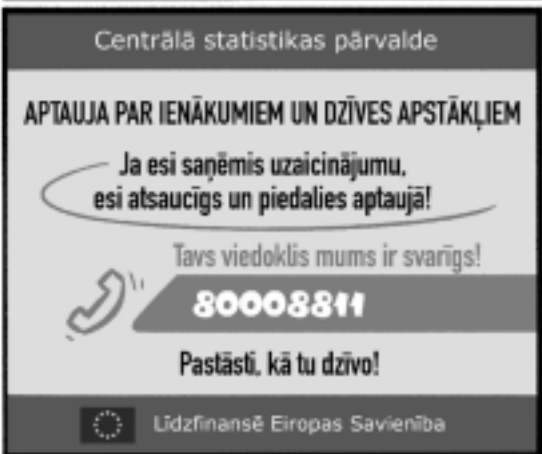 Centrālā statistikas pārvalde
APTAUJA PAR IENĀKUMIEM UN DZĪVES APSTĀKĻIEM
Ja esi saņēmis uzaicinājumu,
esi atsaucīgs un piedalies aptaujā!
Tavs viedoklis mums ir svarīgs!
80008811
Pastāsti, kā tu dzīvo!
Līdzfinansē Eiropas Savienība